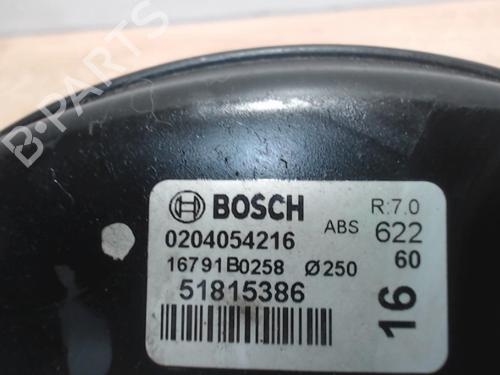 B-PARTS
BOSCH R:7.0
0204054216 ABS 622
16791B0258 Ø250 60
51815386 16